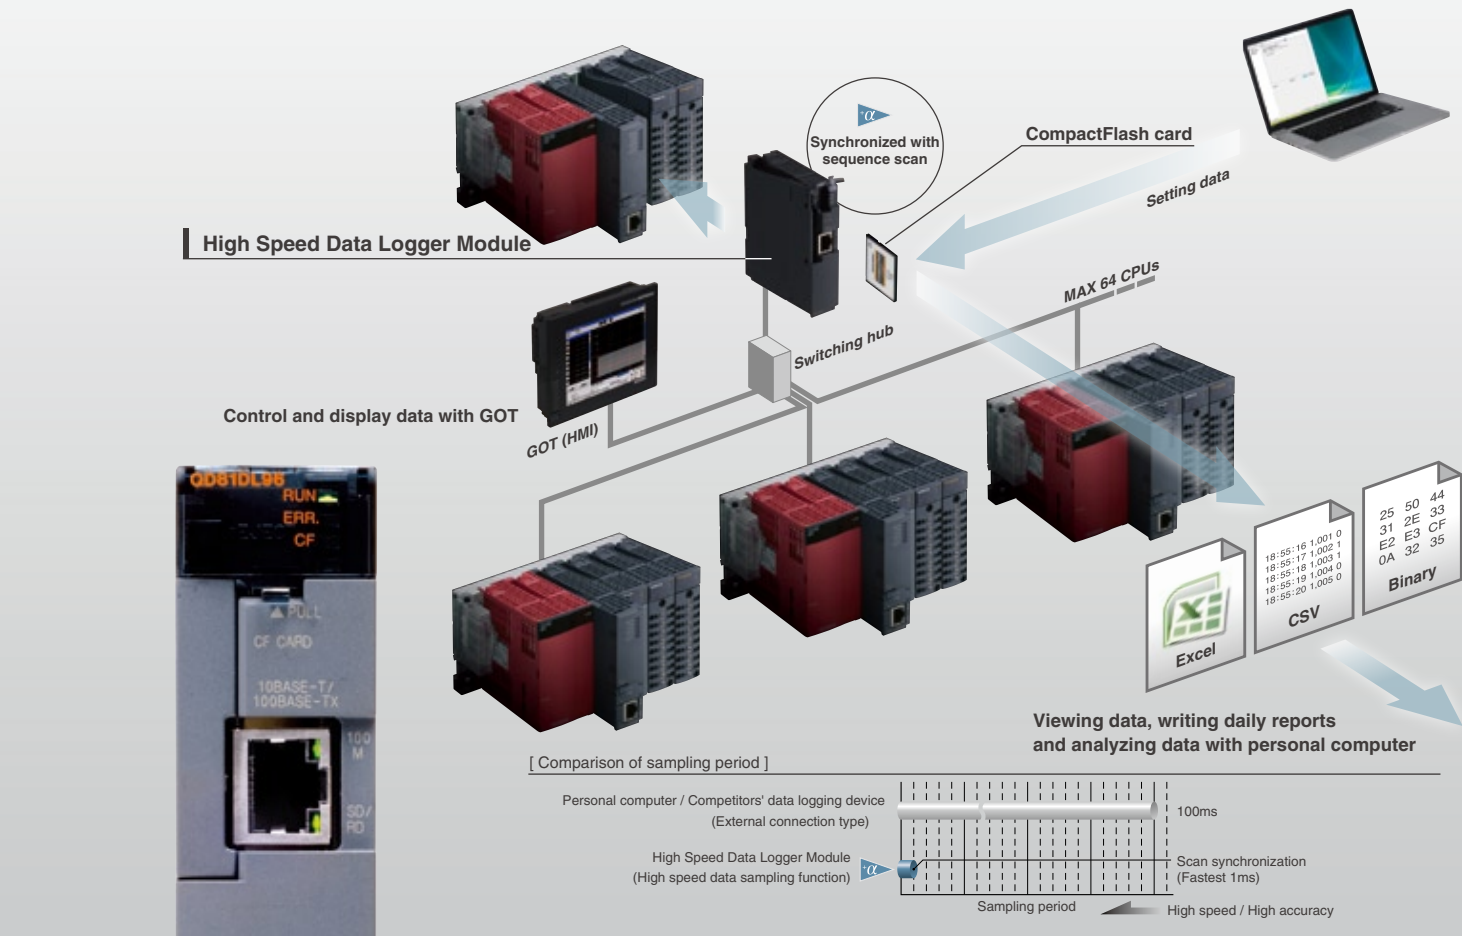 +α
Synchronized with
sequence scan
CompactFlash card
Setting data
High Speed Data Logger Module
MAX 64 CPUs
Switching hub
Control and display data with GOT
GOT (HMI)
QD81DL96
RUN
ERR.
CF
PULL
CF CARD
10BASE-T/
100BASE-TX
100
M
SD/
RD
Excel
18:55:16 1,001 0
18:55:17 1,002 1
18:55:18 1,003 1
18:55:19 1,004 0
18:55:20 1,005 0
CSV
25 50 44
31 2E 33
E2 E3 CF
0A 32 35
Binary
Viewing data, writing daily reports
and analyzing data with personal computer
[ Comparison of sampling period ]
Personal computer / Competitors' data logging device
(External connection type)
100ms
High Speed Data Logger Module
(High speed data sampling function)
+α
Scan synchronization
(Fastest 1ms)
Sampling period
High speed / High accuracy